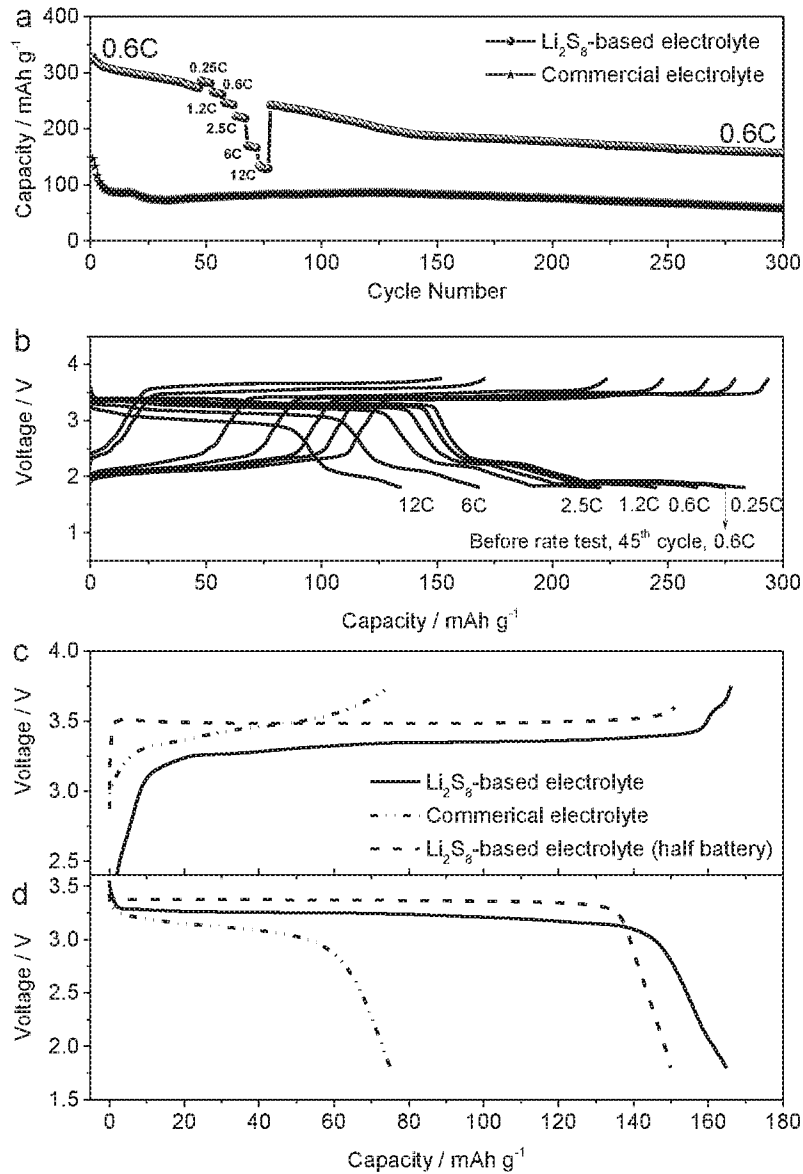 a
400
300
200
100
0
Capacity / mAh g⁻¹
0.6C
0.25C
0.6C
1.2C
2.5C
6C
12C
Li₂S₈-based electrolyte
Commercial electrolyte
0.6C
0 50 100 150 200 250 300
Cycle Number
b
4
3
2
1
Voltage / V
12C 6C 2.5C 1.2C 0.6C 0.25C
Before rate test, 45th cycle, 0.6C
0 50 100 150 200 250 300
Capacity / mAh g⁻¹
c
4.0
3.5
3.0
2.5
Voltage / V
Li₂S₈-based electrolyte
Commerical electrolyte
Li₂S₈-based electrolyte (half battery)
d
3.5
3.0
2.5
2.0
1.5
Voltage / V
0 20 40 60 80 100 120 140 160 180
Capacity / mAh g⁻¹